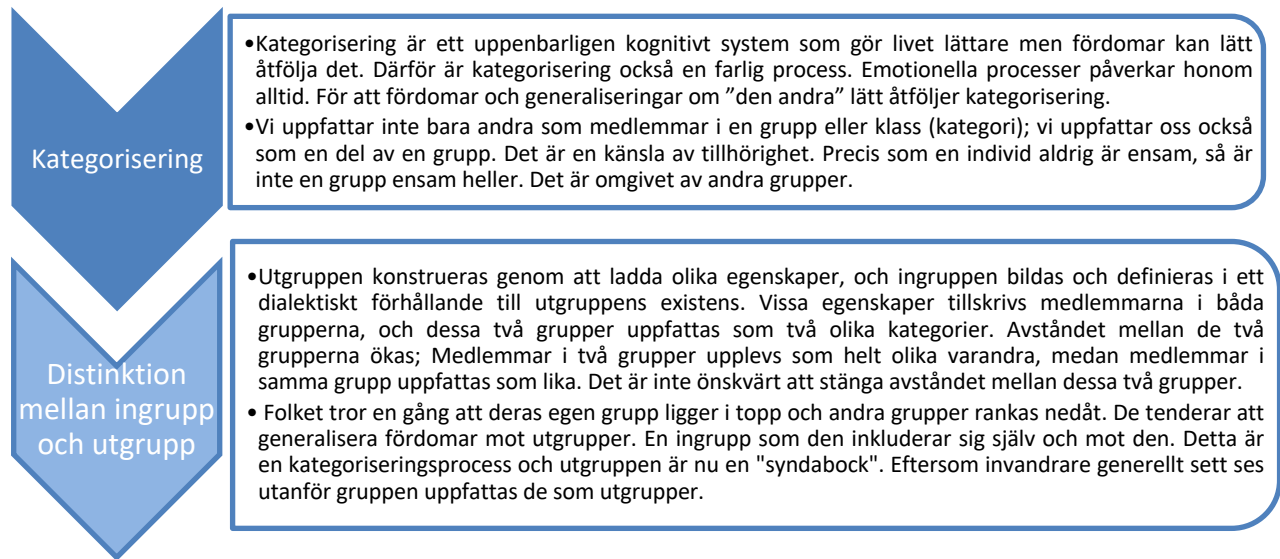 Kategorisering
•Kategorisering är ett uppenbarligen kognitivt system som gör livet lättare men fördomar kan lätt
åtfölja det. Därför är kategorisering också en farlig process. Emotionella processer påverkar honom
alltid. För att fördomar och generaliseringar om ”den andra” lätt åtföljer kategorisering.
•Vi uppfattar inte bara andra som medlemmar i en grupp eller klass (kategori); vi uppfattar oss också
som en del av en grupp. Det är en känsla av tillhörighet. Precis som en individ aldrig är ensam, så är
inte en grupp ensam heller. Det är omgivet av andra grupper.
Distinktion
mellan ingrupp
och utgrupp
•Utgruppen konstrueras genom att ladda olika egenskaper, och ingruppen bildas och definieras i ett
dialektiskt förhållande till utgruppens existens. Vissa egenskaper tillskrivs medlemmarna i båda
grupperna, och dessa två grupper uppfattas som två olika kategorier. Avståndet mellan de två
grupperna ökas; Medlemmar i två grupper upplevs som helt olika varandra, medan medlemmar i
samma grupp uppfattas som lika. Det är inte önskvärt att stänga avståndet mellan dessa två grupper.
• Folket tror en gång att deras egen grupp ligger i topp och andra grupper rankas nedåt. De tenderar att
generalisera fördomar mot utgrupper. En ingrupp som den inkluderar sig själv och mot den. Detta är
en kategoriseringsprocess och utgruppen är nu en "syndabock". Eftersom invandrare generellt sett ses
utanför gruppen uppfattas de som utgrupper.